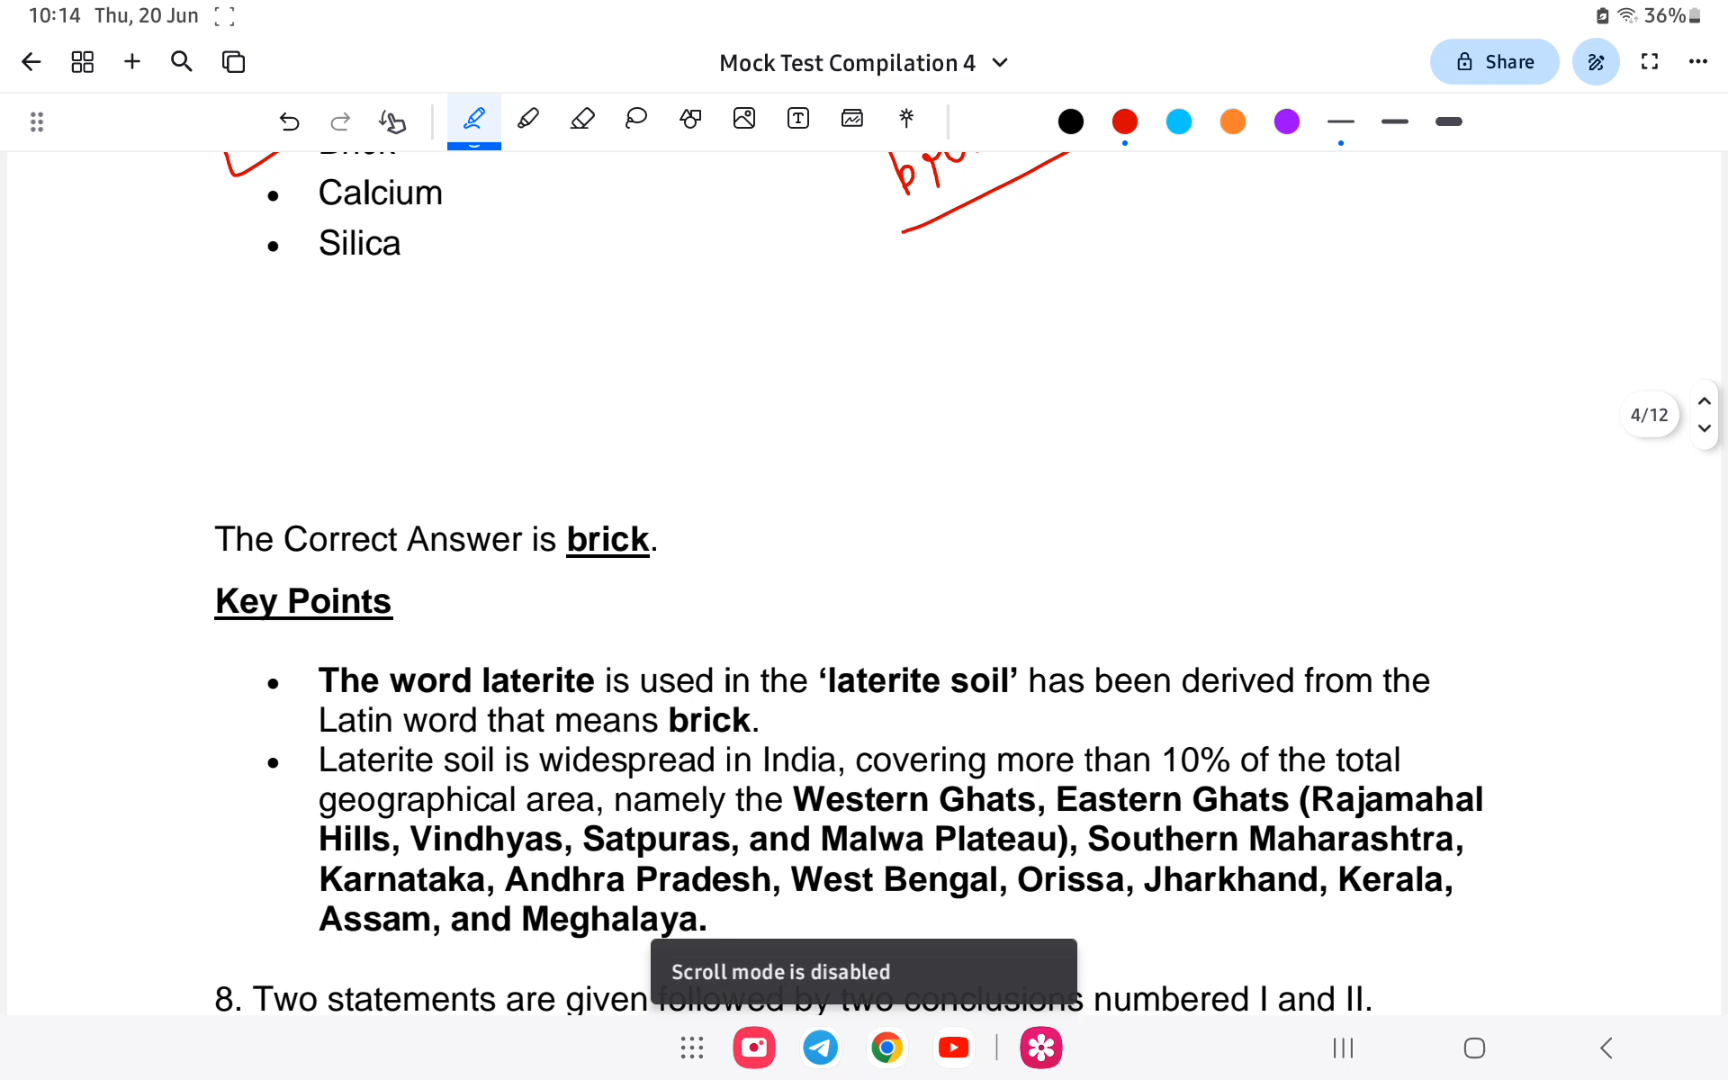 10:14 Thu, 20 Jun 36%
Mock Test Compilation 4
Share
• Calcium
• Silica
4/12
The Correct Answer is brick.
Key Points
• The word laterite is used in the ‘laterite soil’ has been derived from the
Latin word that means brick.
• Laterite soil is widespread in India, covering more than 10% of the total
geographical area, namely the Western Ghats, Eastern Ghats (Rajamahal
Hills, Vindhyas, Satpuras, and Malwa Plateau), Southern Maharashtra,
Karnataka, Andhra Pradesh, West Bengal, Orissa, Jharkhand, Kerala,
Assam, and Meghalaya.
Scroll mode is disabled
8. Two statements are given followed by two conclusions numbered I and II.